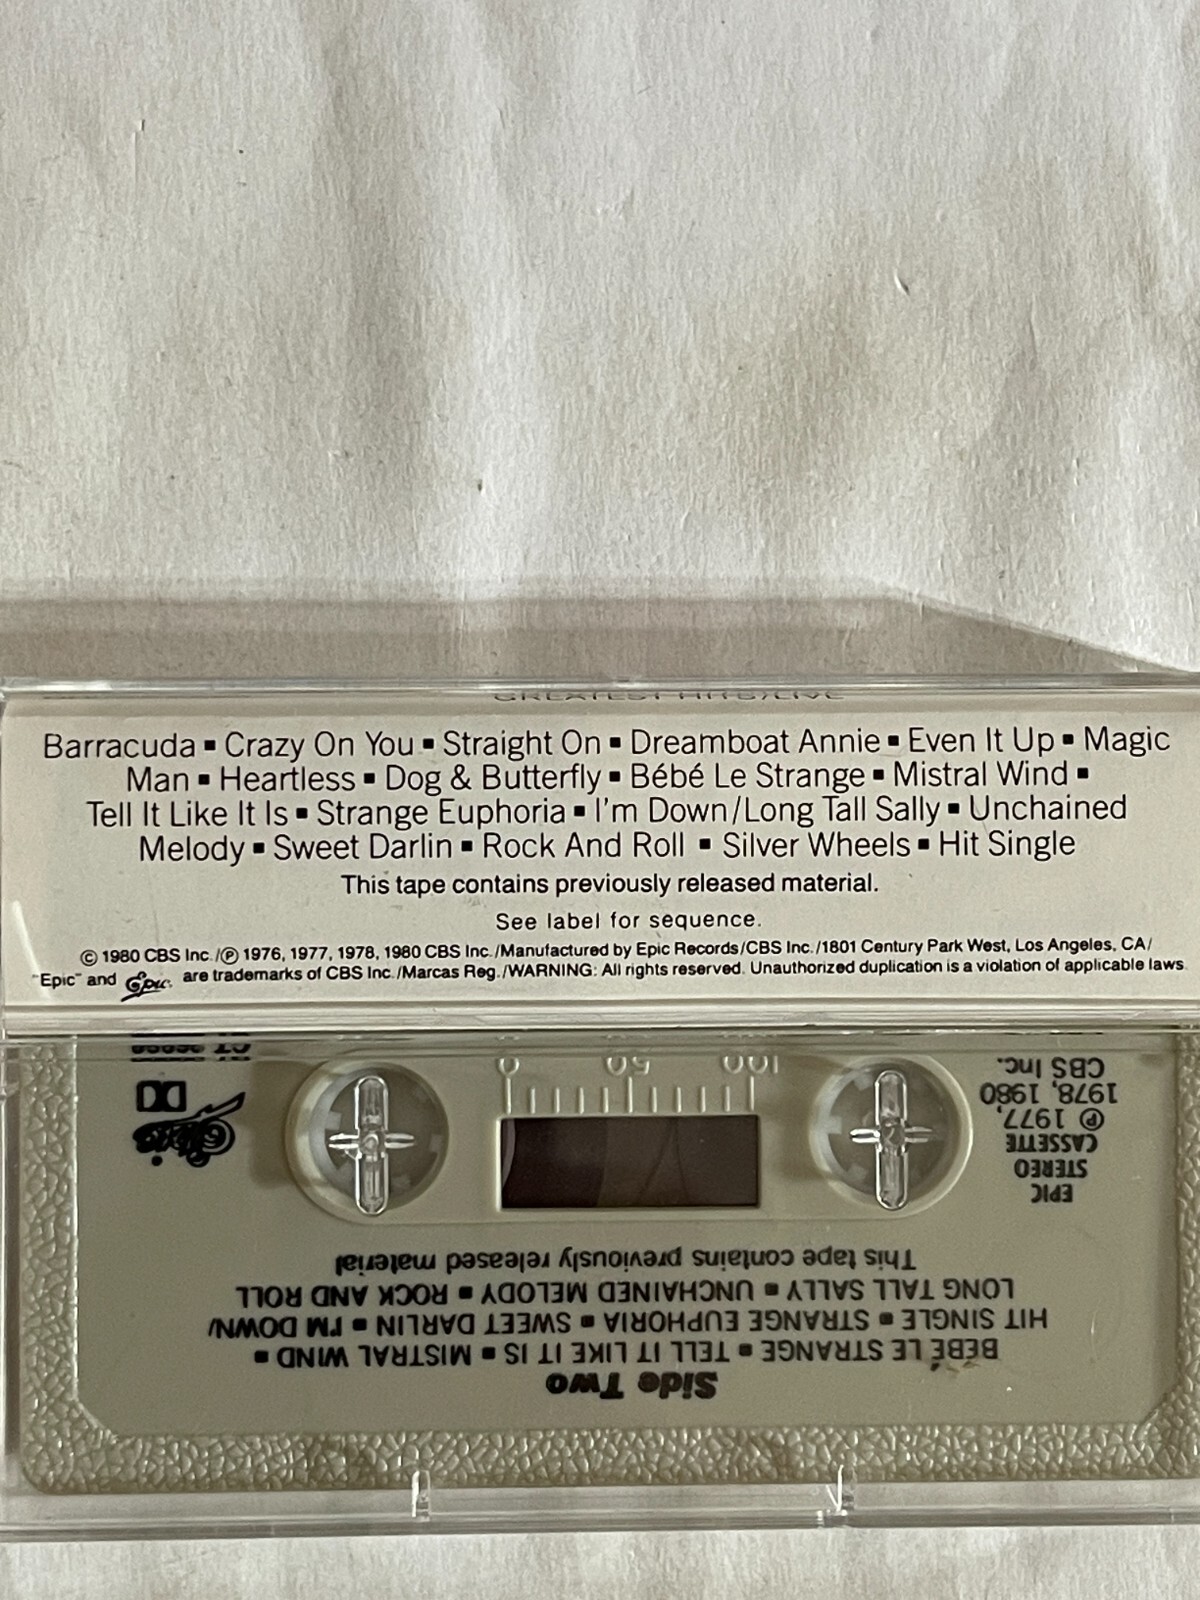 GREATEST HITS/LIVE
Barracuda ▪ Crazy On You ▪ Straight On ▪ Dreamboat Annie ▪ Even It Up ▪ Magic
Man ▪ Heartless ▪ Dog & Butterfly ▪ Bébé Le Strange ▪ Mistral Wind ▪
Tell It Like It Is ▪ Strange Euphoria ▪ I'm Down/Long Tall Sally ▪ Unchained
Melody ▪ Sweet Darlin ▪ Rock And Roll ▪ Silver Wheels ▪ Hit Single
This tape contains previously released material.
See label for sequence.
© 1980 CBS Inc./℗ 1976, 1977, 1978, 1980 CBS Inc./Manufactured by Epic Records/CBS Inc./1801 Century Park West, Los Angeles, CA/
"Epic" and Epic. are trademarks of CBS Inc./Marcas Reg./WARNING: All rights reserved. Unauthorized duplication is a violation of applicable laws.
Side Two
BÉBÉ LE STRANGE ▪ TELL IT LIKE IT IS ▪ MISTRAL WIND ▪
HIT SINGLE ▪ STRANGE EUPHORIA ▪ SWEET DARLIN ▪ I'M DOWN/
LONG TALL SALLY ▪ UNCHAINED MELODY ▪ ROCK AND ROLL
This tape contains previously released material
EPIC
STEREO
CASSETTE
℗ 1977,
1978, 1980
CBS Inc.
100 50 0
Epic